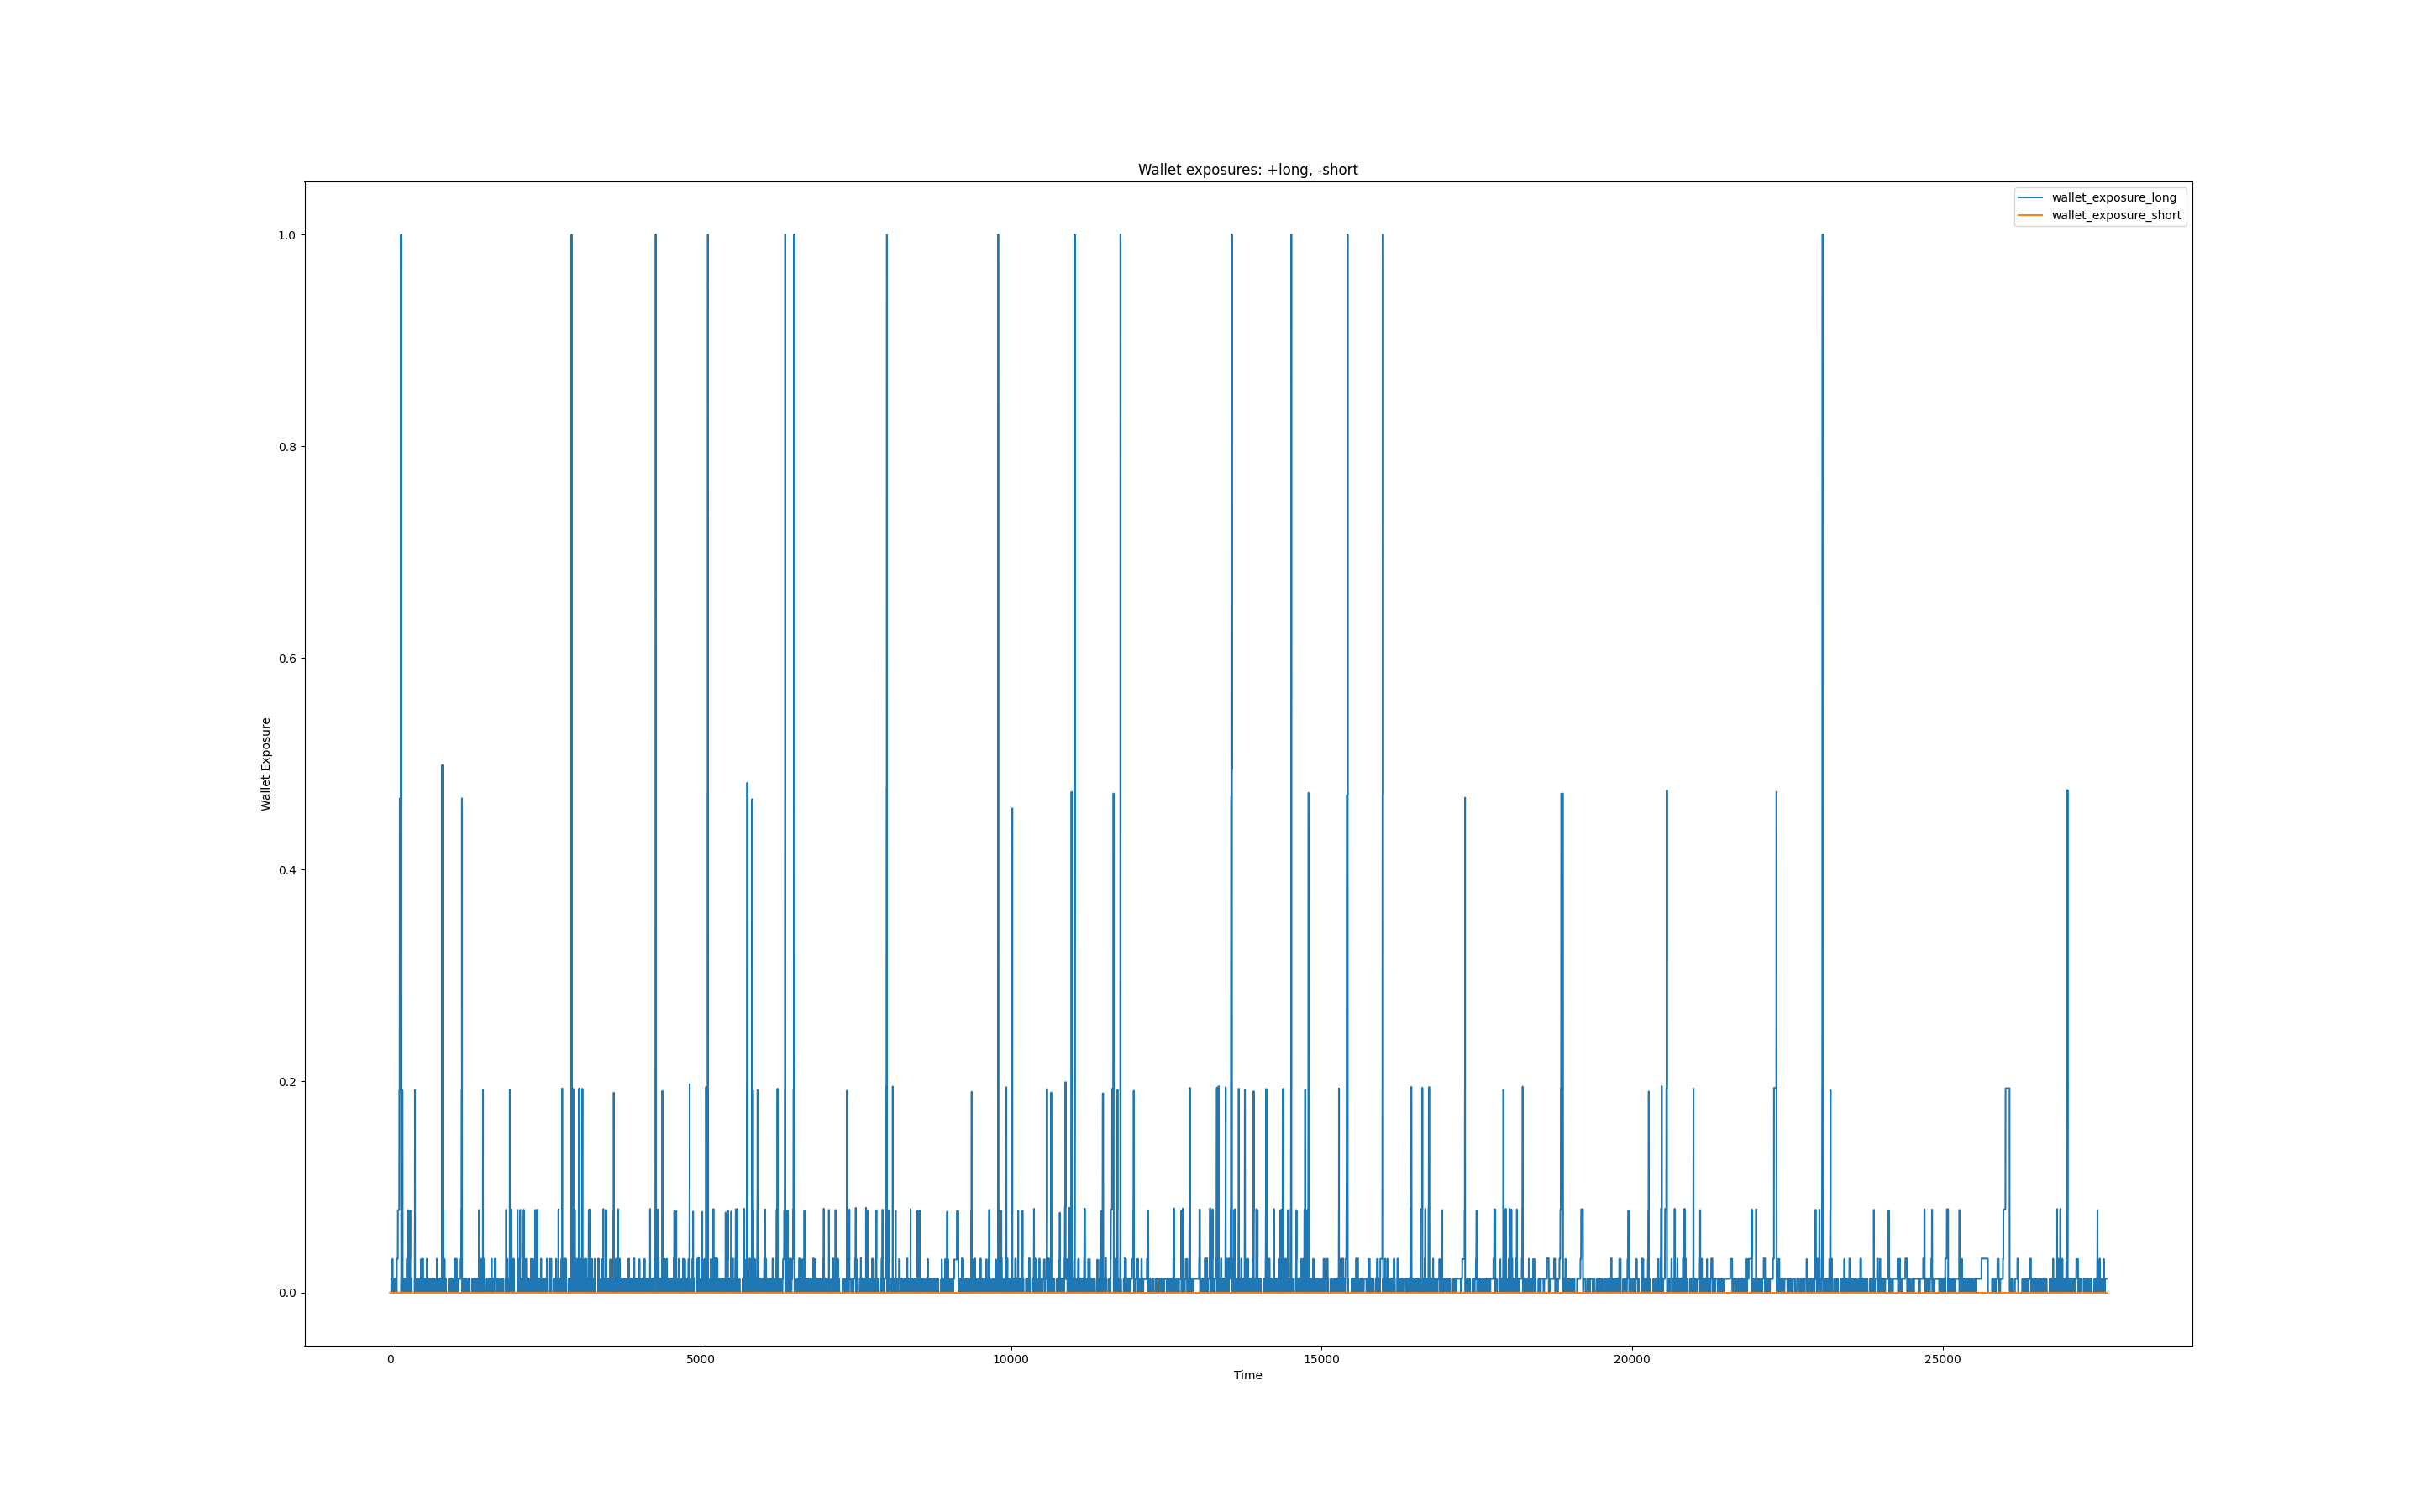 Wallet exposures: +long, -short
wallet_exposure_long
wallet_exposure_short
1.0
0.8
0.6
0.4
0.2
0.0
Wallet Exposure
0
5000
10000
15000
20000
25000
Time